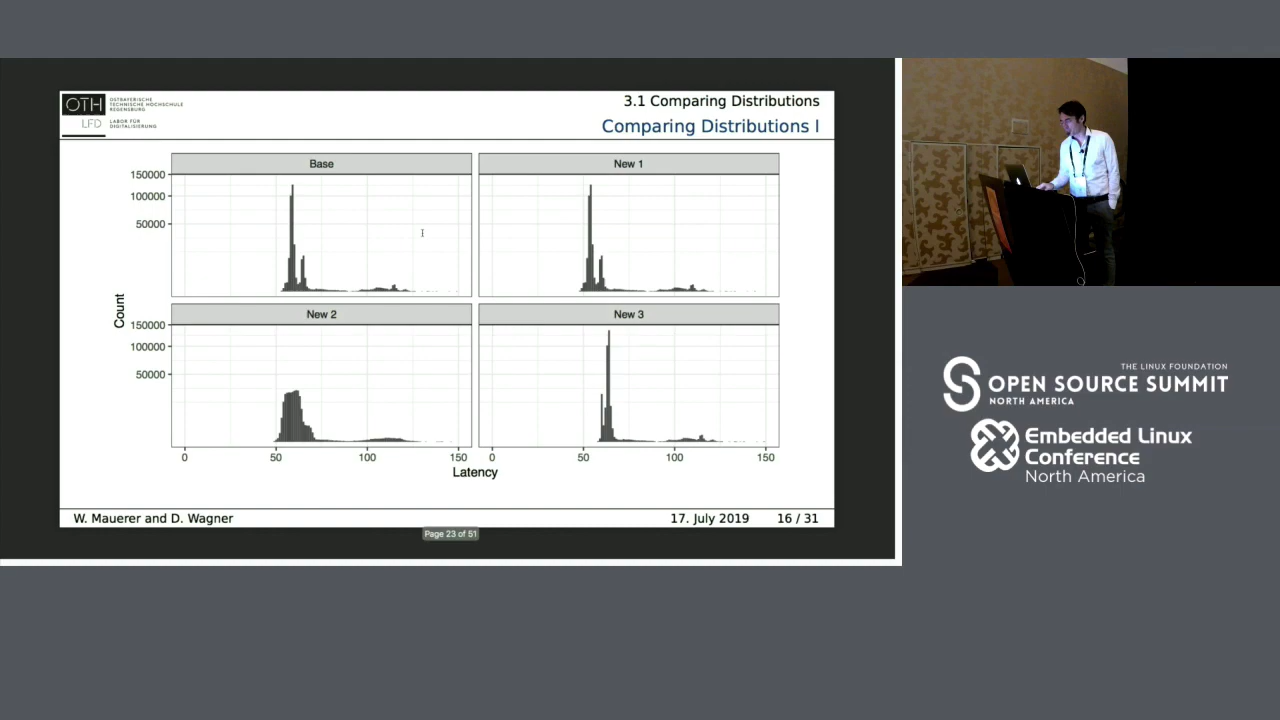 OTH
OSTBAYERISCHE
TECHNISCHE HOCHSCHULE
REGENSBURG
LFD
LABOR FÜR
DIGITALISIERUNG
3.1 Comparing Distributions
Comparing Distributions I
Base
New 1
150000
100000
50000
New 2
New 3
150000
100000
50000
Count
0
50
100
150
0
50
100
150
Latency
W. Mauerer and D. Wagner
17. July 2019
16 / 31
Page 23 of 51
THE LINUX FOUNDATION
OPEN SOURCE SUMMIT
NORTH AMERICA
Embedded Linux
Conference
North America